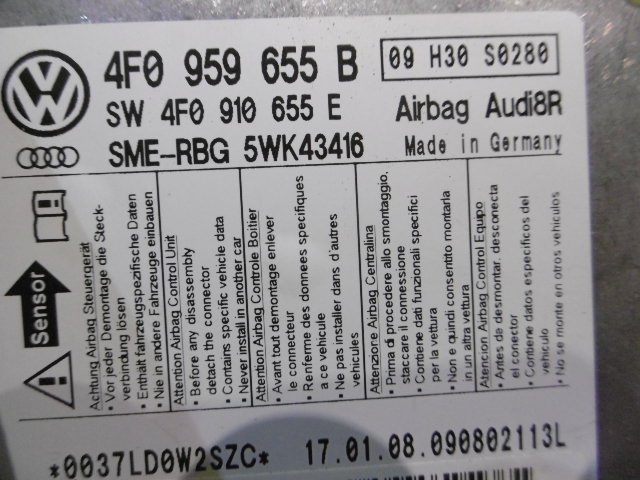 4F0 959 655 B
09 H30 S0280
SW 4F0 910 655 E
Airbag Audi8R
SME-RBG 5WK43416
Made in Germany
Sensor
Achtung Airbag Steuergerät
• Vor jeder Demontage die Steck-
verbindung lösen
• Enthält fahrzeugspezifische Daten
• Nie in andere Fahrzeuge einbauen
Attention Airbag Control Unit
• Before any disassembly
detach the connector
• Contains specific vehicle data
• Never install in another car
Attention Airbag Controle Boitier
• Avant tout demontage enlever
le connecteur
• Renferme des donnees specifiques
a ce vehicule
• Ne pas installer dans d'autres
vehicules
Attenzione Airbag Centralina
• Prima di procedere allo smontaggio,
staccare il connessione
• Contiene dati funzionali specifici
per la vettura
• Non e quindi consentito montarla
in un altra vettura
Atencion Airbag Control Equipo
• Antes de desmontar, desconecta
el conector
• Contiene datos especificos del
vehiculo
• No se monte en otros vehiculos
*0037LD0W2SZC*
17.01.08.090802113L